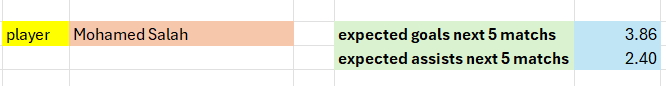 player Mohamed Salah expected goals next 5 matchs 3.86
expected assists next 5 matchs 2.40